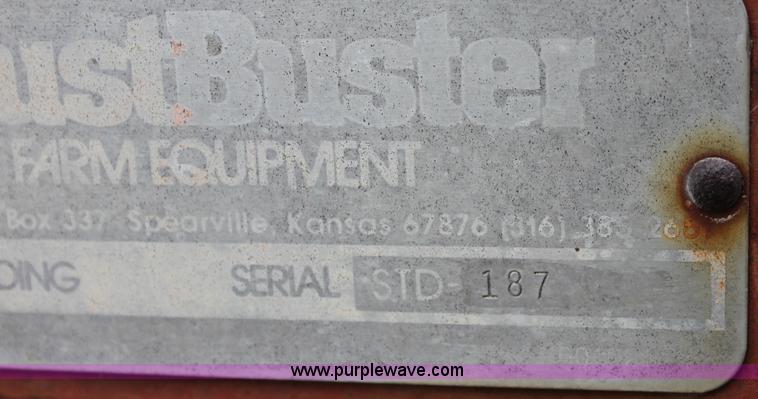 ustBuster
FARM EQUIPMENT
Box 337 Spearville, Kansas 67876 (316)
DING SERIAL STD- 187
www.purplewave.com